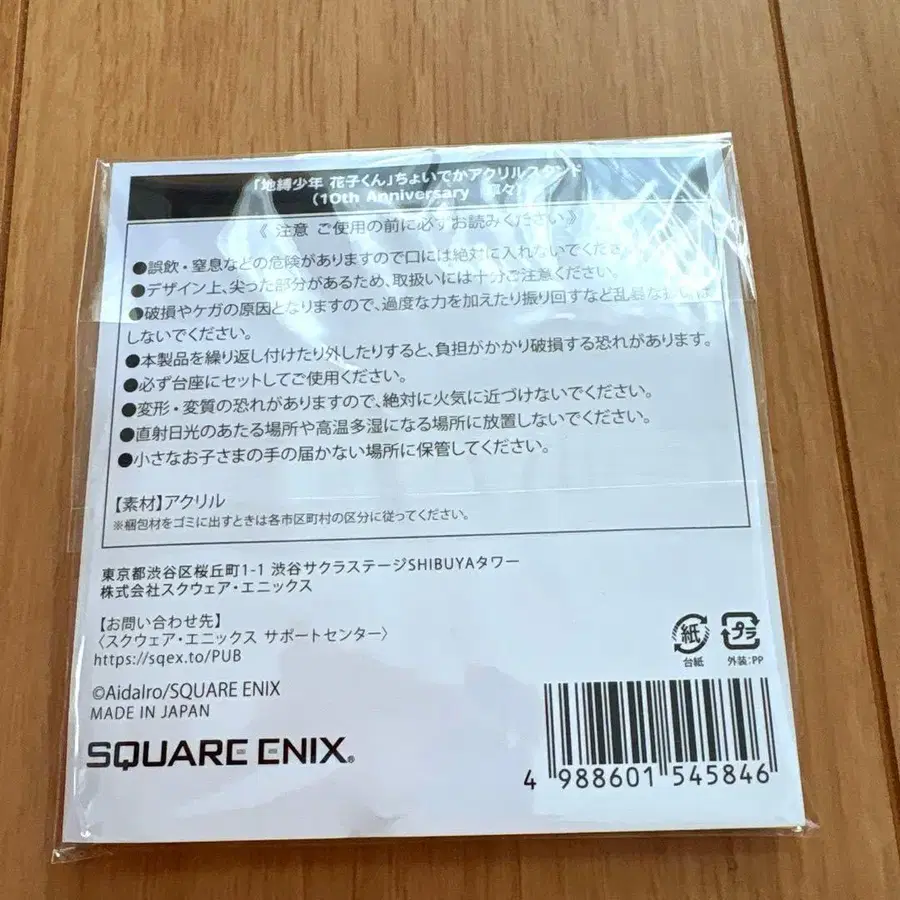 「地縛少年 花子くん」ちょいでかアクリルスタンド
(10th Anniversary 寧々)
《 注意 ご使用の前に必ずお読みください 》
●誤飲・窒息などの危険がありますので口には絶対に入れないでくださ
●デザイン上、尖った部分があるため、取扱いには十分ご注意ください。
●破損やケガの原因となりますので、過度な力を加えたり振り回すなど乱暴な扱いは
しないでください。
●本製品を繰り返し付けたり外したりすると、負担がかかり破損する恐れがあります。
●必ず台座にセットしてご使用ください。
●変形・変質の恐れがありますので、絶対に火気に近づけないでください。
●直射日光のあたる場所や高温多湿になる場所に放置しないでください。
●小さなお子さまの手の届かない場所に保管してください。
【素材】アクリル
※梱包材をゴミに出すときは各市区町村の区分に従ってください。
東京都渋谷区桜丘町1-1 渋谷サクラステージSHIBUYAタワー
株式会社スクウェア・エニックス
【お問い合わせ先】
〈スクウェア・エニックス サポートセンター〉
https://sqex.to/PUB
紙 プラ
台紙 外装:PP
©AidaIro/SQUARE ENIX
MADE IN JAPAN
SQUARE ENIX®
4 988601 545846